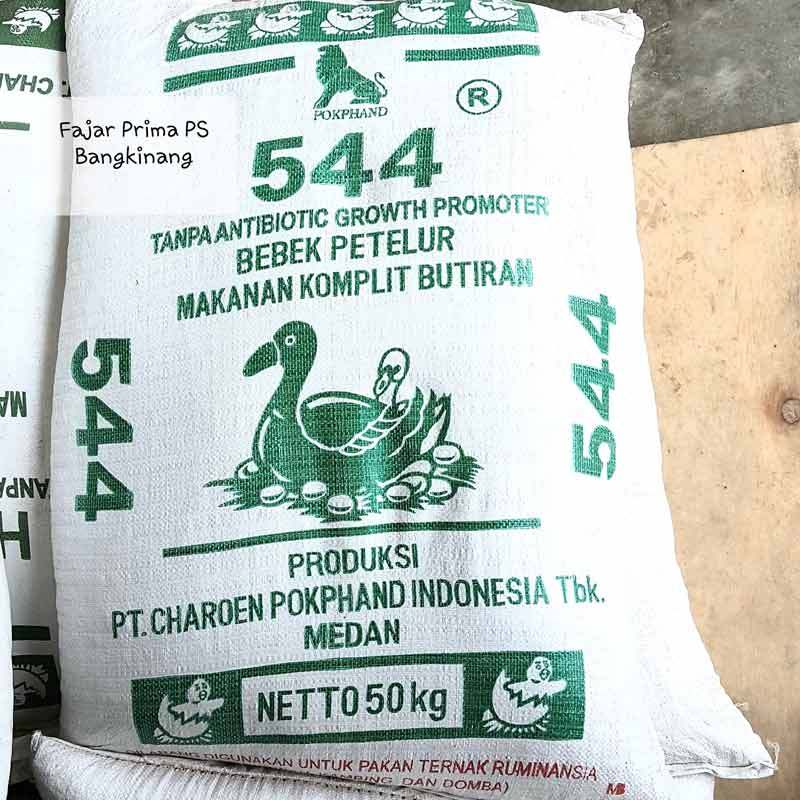 POKPHAND
®
Fajar Prima PS
Bangkinang
544
TANPA ANTIBIOTIC GROWTH PROMOTER
BEBEK PETELUR
MAKANAN KOMPLIT BUTIRAN
544
544
PRODUKSI
PT. CHAROEN POKPHAND INDONESIA Tbk.
MEDAN
NETTO 50 kg
DIGUNAKAN UNTUK PAKAN TERNAK RUMINANSIA
DAN DOMBA)